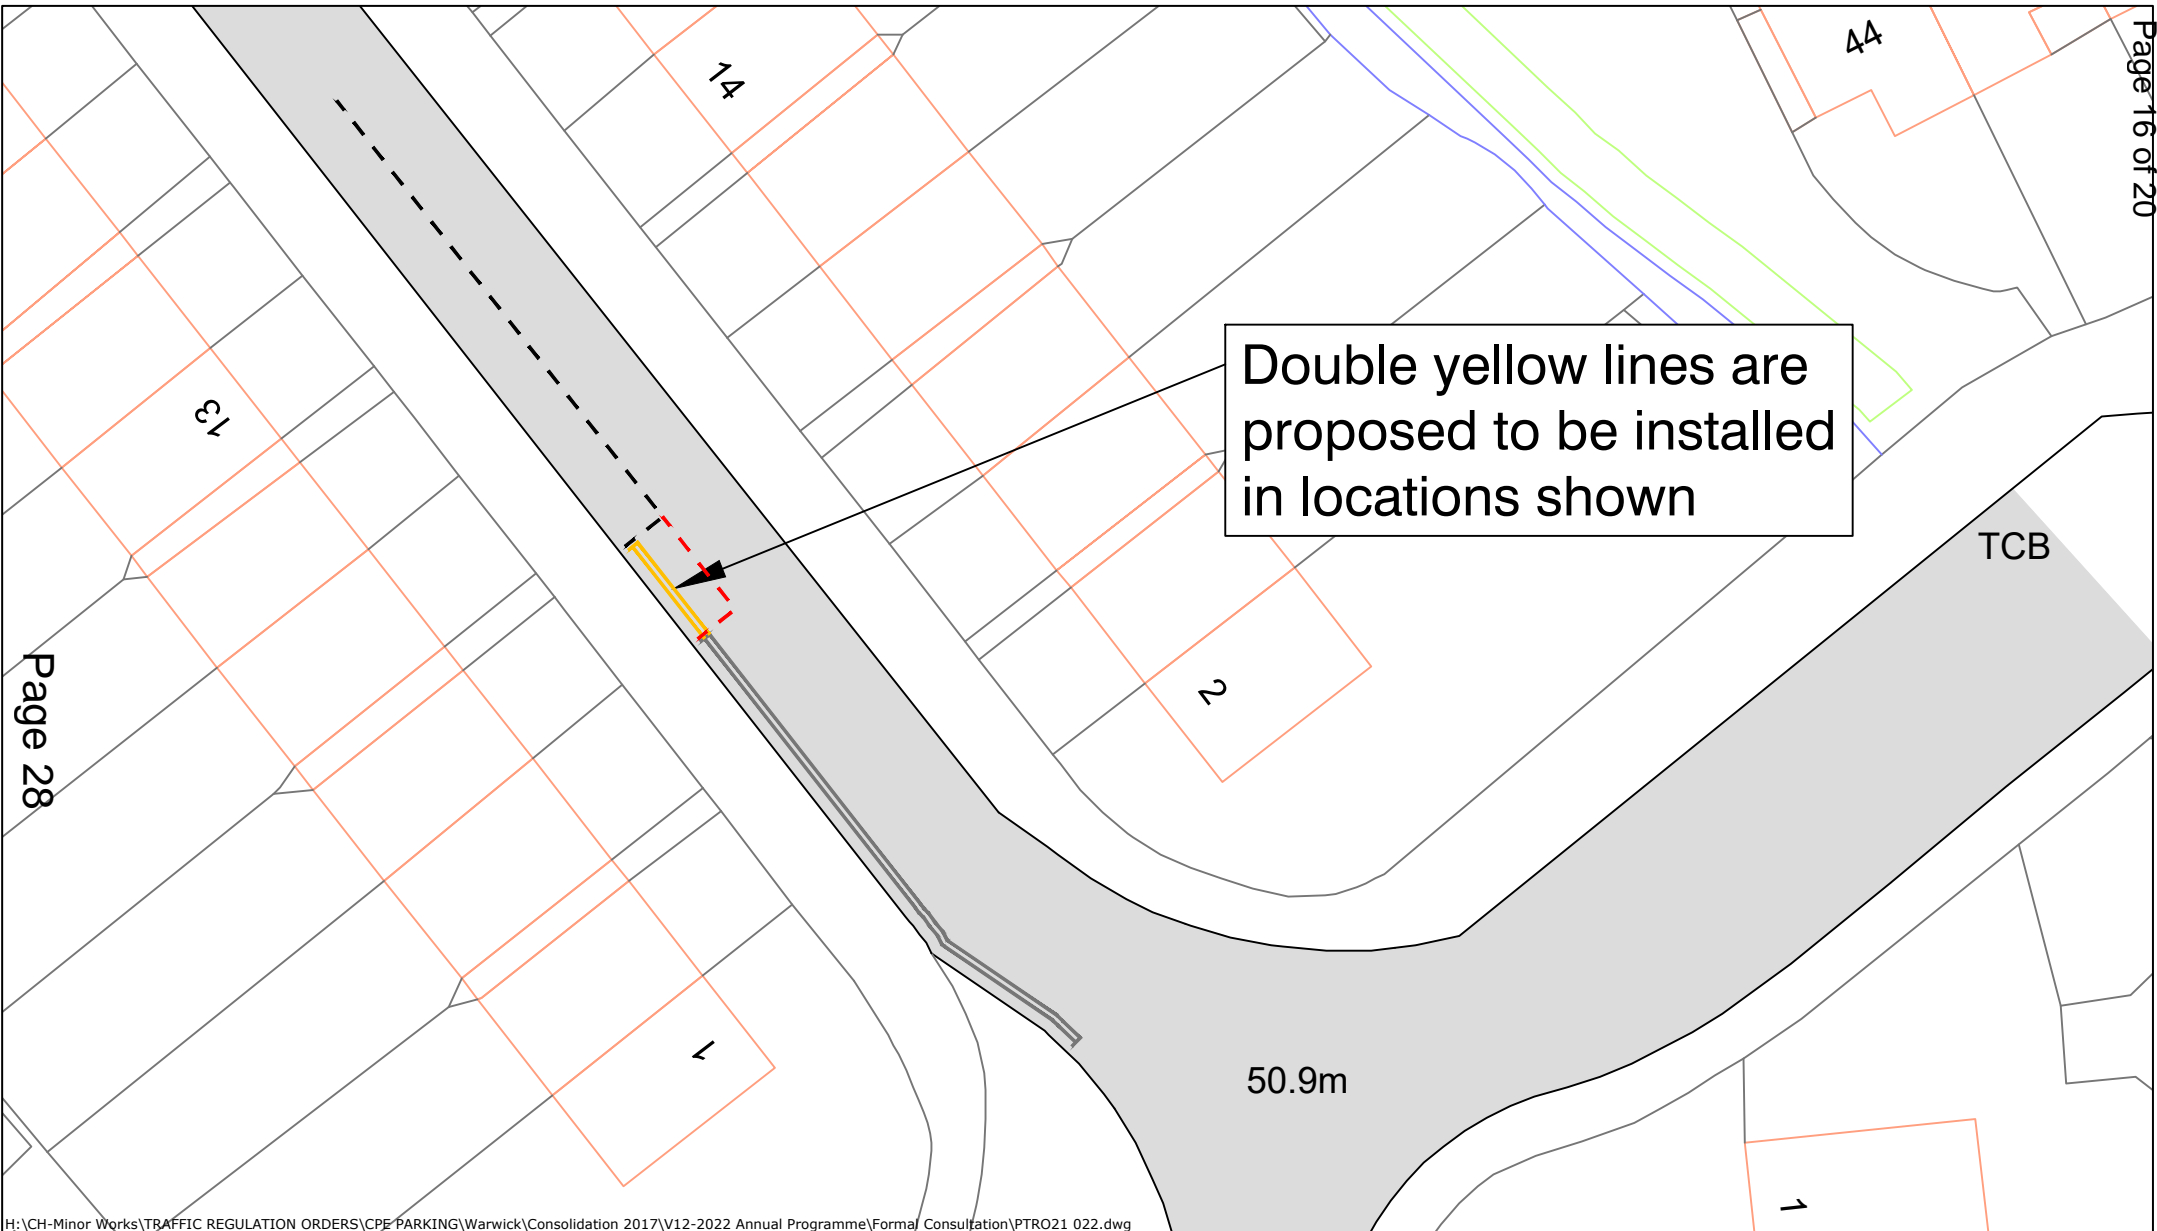 14
44
Page 16 of 20
Double yellow lines are
proposed to be installed
in locations shown
13
TCB
Page 28
2
1
50.9m
1
H:\CH-Minor Works\TRAFFIC REGULATION ORDERS\CPE PARKING\Warwick\Consolidation 2017\V12-2022 Annual Programme\Formal Consultation\PTRO21 022.dwg